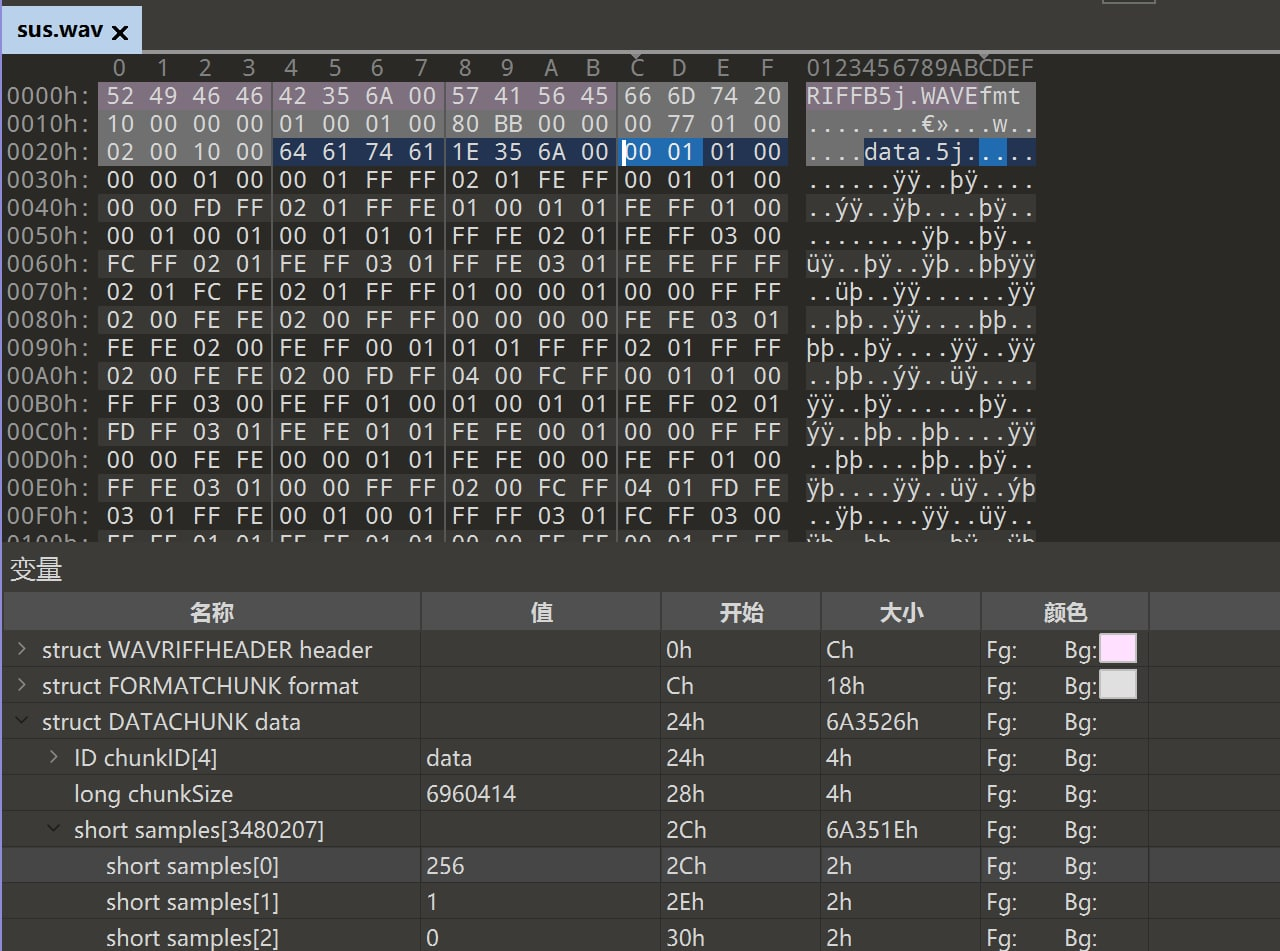 sus.wav x
0 1 2 3 4 5 6 7 8 9 A B C D E F 0123456789ABCDEF
0000h: 52 49 46 46 42 35 6A 00 57 41 56 45 66 6D 74 20 RIFFB5j.WAVEfmt
0010h: 10 00 00 00 01 00 01 00 80 BB 00 00 00 77 01 00 ........€»...w..
0020h: 02 00 10 00 64 61 74 61 1E 35 6A 00 00 01 01 00 ....data.5j.....
0030h: 00 00 01 00 00 01 FF FF 02 01 FE FF 00 01 01 00 ......ÿÿ..þÿ....
0040h: 00 00 FD FF 02 01 FF FE 01 00 01 01 FE FF 01 00 ..ýÿ..ÿþ....þÿ..
0050h: 00 01 00 01 00 01 01 01 FF FE 02 01 FE FF 03 00 ........ÿþ..þÿ..
0060h: FC FF 02 01 FE FF 03 01 FF FE 03 01 FE FE FF FF üÿ..þÿ..ÿþ..þþÿÿ
0070h: 02 01 FC FE 02 01 FF FF 01 00 00 01 00 00 FF FF ..üþ..ÿÿ......ÿÿ
0080h: 02 00 FE FE 02 00 FF FF 00 00 00 00 FE FE 03 01 ..þþ..ÿÿ....þþ..
0090h: FE FE 02 00 FE FF 00 01 01 01 FF FF 02 01 FF FF þþ..þÿ....ÿÿ..ÿÿ
00A0h: 02 00 FE FE 02 00 FD FF 04 00 FC FF 00 01 01 00 ..þþ..ýÿ..üÿ....
00B0h: FF FF 03 00 FE FF 01 00 01 00 01 01 FE FF 02 01 ÿÿ..þÿ......þÿ..
00C0h: FD FF 03 01 FE FE 01 01 FE FE 00 01 00 00 FF FF ýÿ..þþ..þþ....ÿÿ
00D0h: 00 00 FE FE 00 00 01 01 FE FE 00 00 FE FF 01 00 ..þþ....þþ..þÿ..
00E0h: FF FE 03 01 00 00 FF FF 02 00 FC FF 04 01 FD FE ÿþ....ÿÿ..üÿ..ýþ
00F0h: 03 01 FF FE 00 01 00 01 FF FF 03 01 FC FF 03 00 ..ÿþ....ÿÿ..üÿ..
变量
名称 值 开始 大小 颜色
struct WAVRIFFHEADER header 0h Ch Fg: Bg:
struct FORMATCHUNK format Ch 18h Fg: Bg:
struct DATACHUNK data 24h 6A3526h Fg: Bg:
ID chunkID[4] data 24h 4h Fg: Bg:
long chunkSize 6960414 28h 4h Fg: Bg:
short samples[3480207] 2Ch 6A351Eh Fg: Bg:
short samples[0] 256 2Ch 2h Fg: Bg:
short samples[1] 1 2Eh 2h Fg: Bg:
short samples[2] 0 30h 2h Fg: Bg: